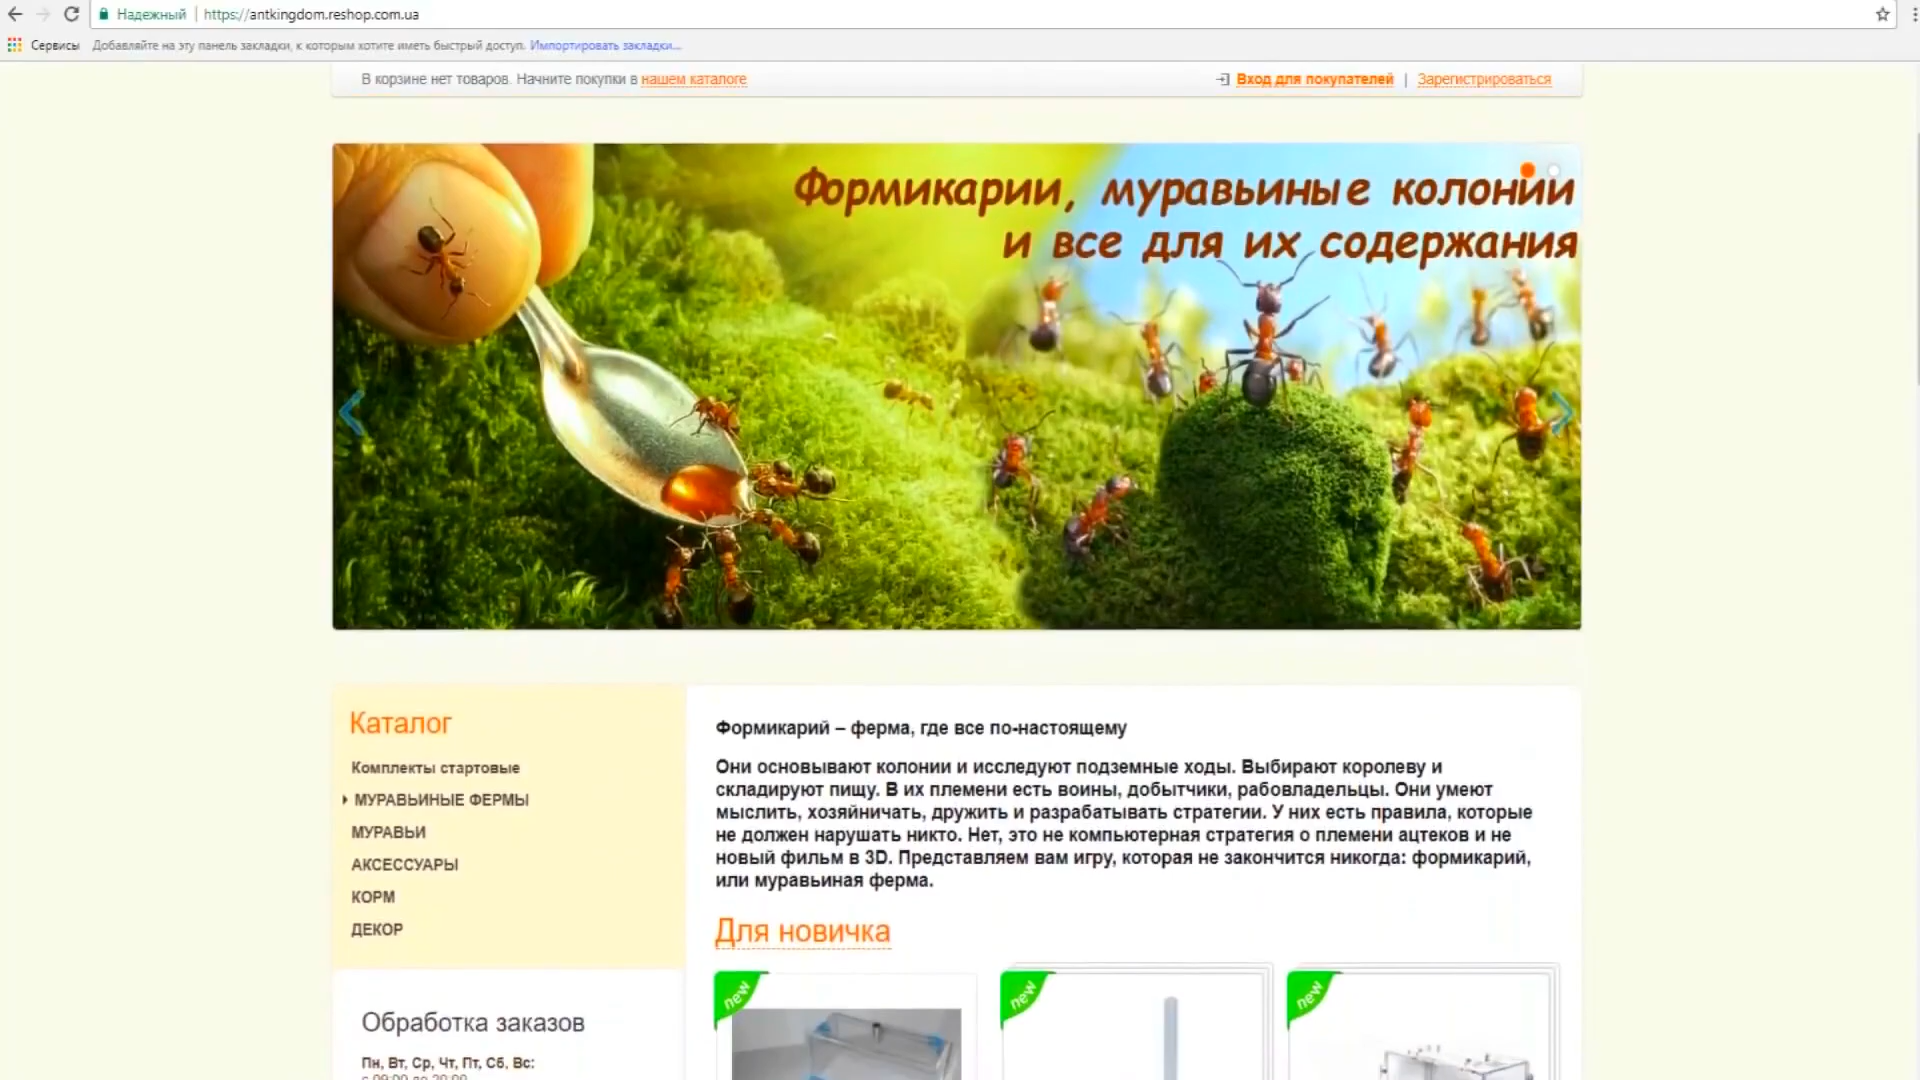 Надежный | https://antkingdom.reshop.com.ua
Сервисы Добавляйте на эту панель закладки, к которым хотите иметь быстрый доступ. Импортировать закладки...
В корзине нет товаров. Начните покупки в нашем каталоге
Вход для покупателей | Зарегистрироваться
Формикарии, муравьиные колонии
и все для их содержания
Каталог
Комплекты стартовые
МУРАВЬИНЫЕ ФЕРМЫ
МУРАВЬИ
АКСЕССУАРЫ
КОРМ
ДЕКОР
Обработка заказов
Пн, Вт, Ср, Чт, Пт, Сб, Вс:
с 09:00 до 20:00
Формикарий – ферма, где все по-настоящему
Они основывают колонии и исследуют подземные ходы. Выбирают королеву и
складируют пищу. В их племени есть воины, добытчики, рабовладельцы. Они умеют
мыслить, хозяйничать, дружить и разрабатывать стратегии. У них есть правила, которые
не должен нарушать никто. Нет, это не компьютерная стратегия о племени ацтеков и не
новый фильм в 3D. Представляем вам игру, которая не закончится никогда: формикарий,
или муравьиная ферма.
Для новичка
new
new
new